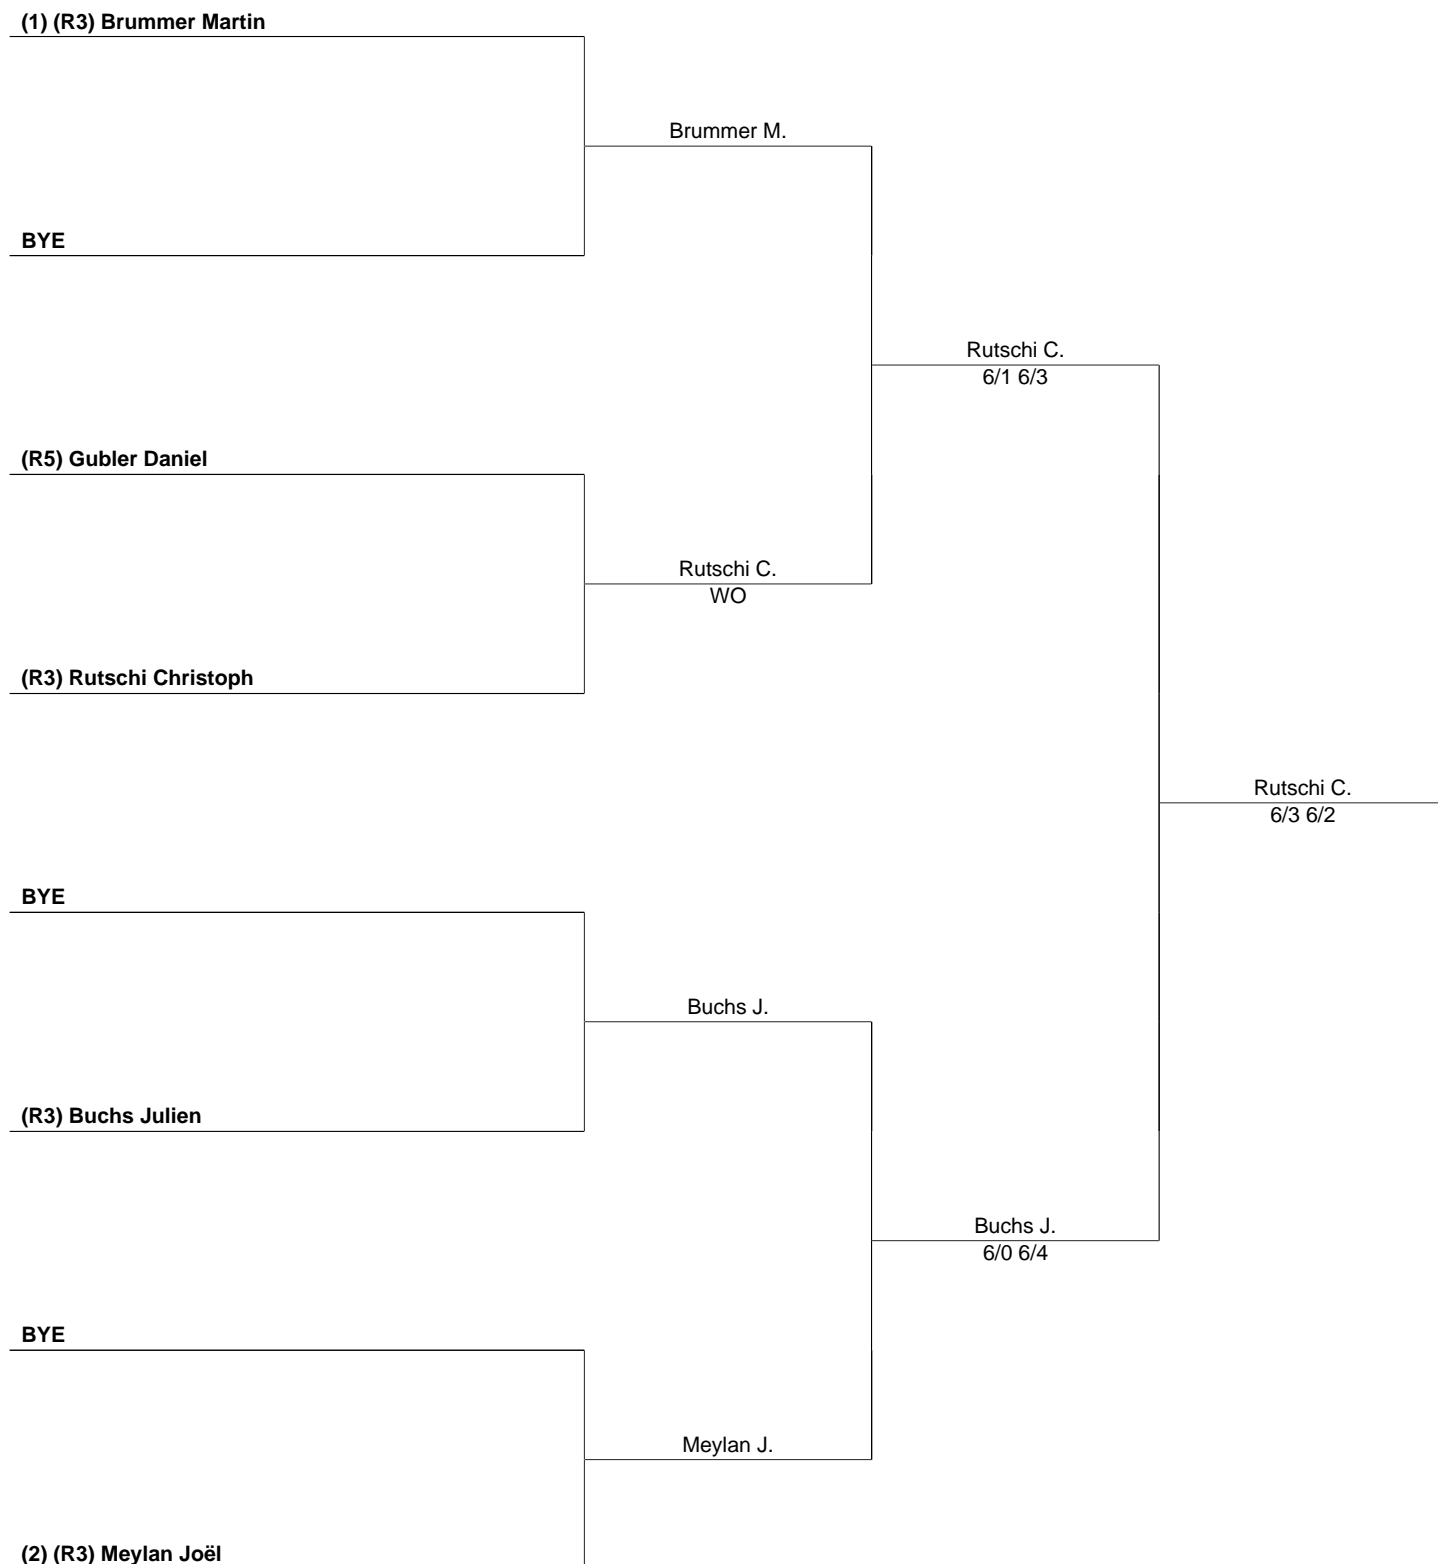 (1) (R3) Brummer Martin
Brummer M.
BYE
Rutschi C.
6/1 6/3
(R5) Gubler Daniel
Rutschi C.
WO
(R3) Rutschi Christoph
Rutschi C.
6/3 6/2
BYE
Buchs J.
(R3) Buchs Julien
Buchs J.
6/0 6/4
BYE
Meylan J.
(2) (R3) Meylan Joël